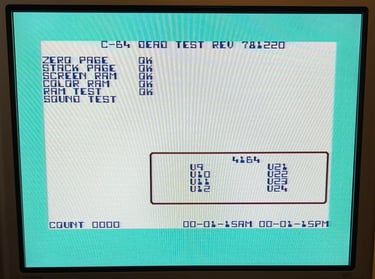 C-64 DEAD TEST REV 781220
ZERO PAGE OK
STACK PAGE OK
SCREEN RAM OK
COLOR RAM OK
RAM TEST OK
SOUND TEST
4164
U9 U21
U10 U22
U11 U23
U12 U24
COUNT 0000 00-01-15AM 00-01-15PM